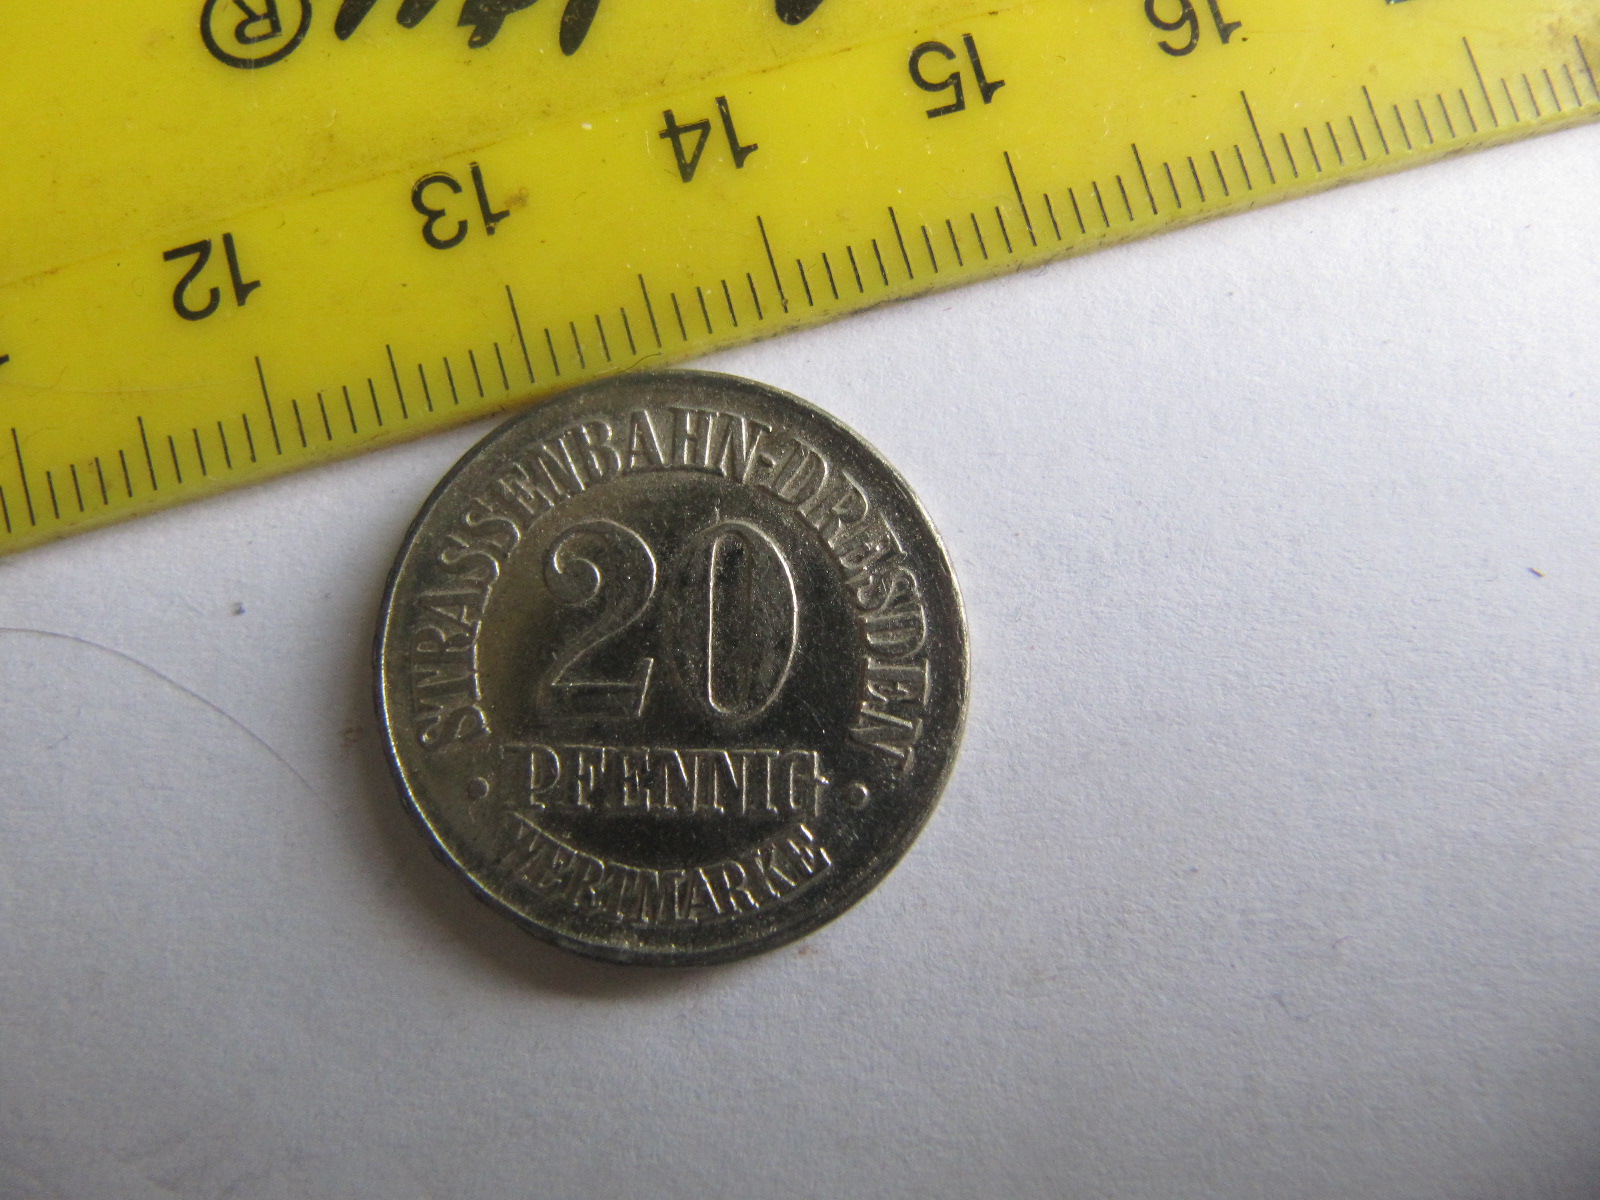 ®
12
13
14
15
16
STRASSENBAHN-DRESDEN
20
PFENNIG
WERTMARKE